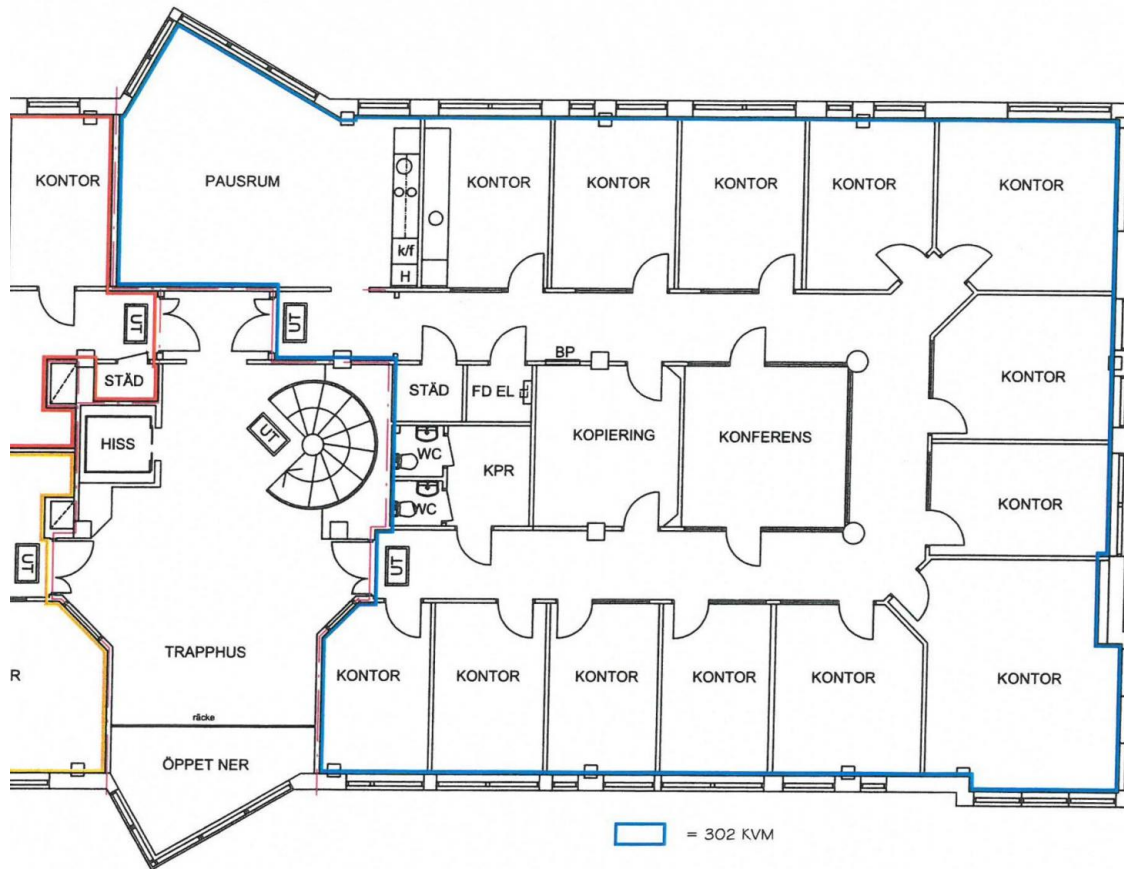 KONTOR
PAUSRUM
KONTOR
KONTOR
KONTOR
KONTOR
KONTOR
k/f
H
UT
UT
BP
STÄD
STÄD
FD EL
KONTOR
HISS
UT
WC
KPR
KOPIERING
KONFERENS
WC
KONTOR
UT
UT
TRAPPHUS
R
KONTOR
KONTOR
KONTOR
KONTOR
KONTOR
KONTOR
räcke
ÖPPET NER
= 302 KVM